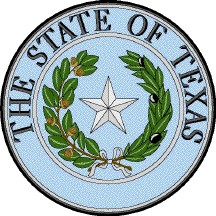 THE STATE OF TEXAS